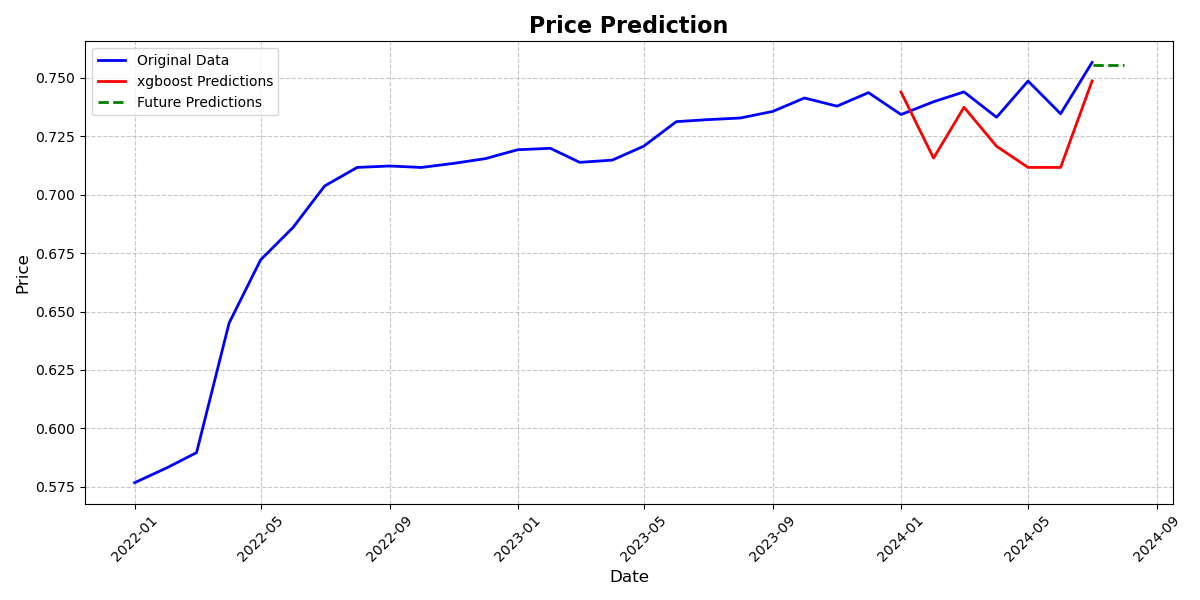 Price Prediction
Original Data
xgboost Predictions
Future Predictions
Price
0.750
0.725
0.700
0.675
0.650
0.625
0.600
0.575
2022-01
2022-05
2022-09
2023-01
2023-05
2023-09
2024-01
2024-05
2024-09
Date